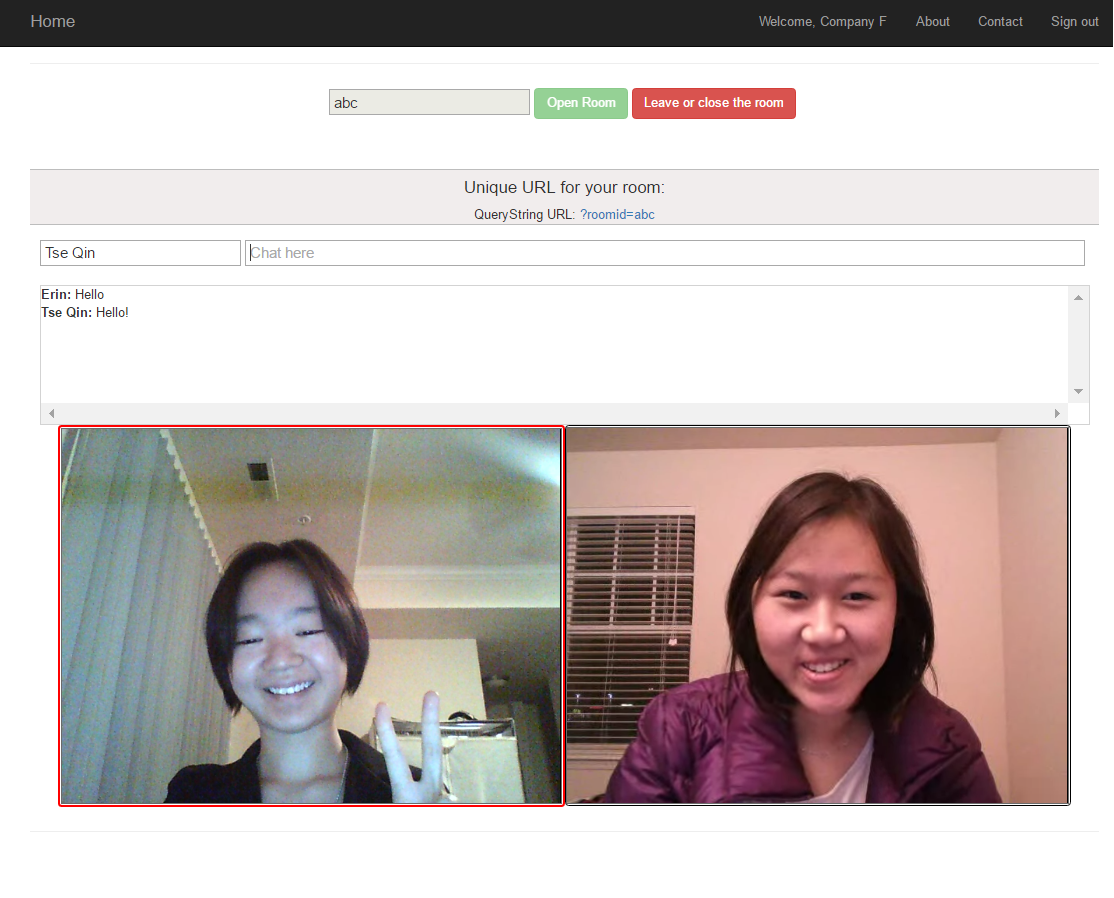 Home Welcome, Company F About Contact Sign out
abc Open Room Leave or close the room
Unique URL for your room:
QueryString URL: ?roomid=abc
Tse Qin Chat here
Erin: Hello
Tse Qin: Hello!